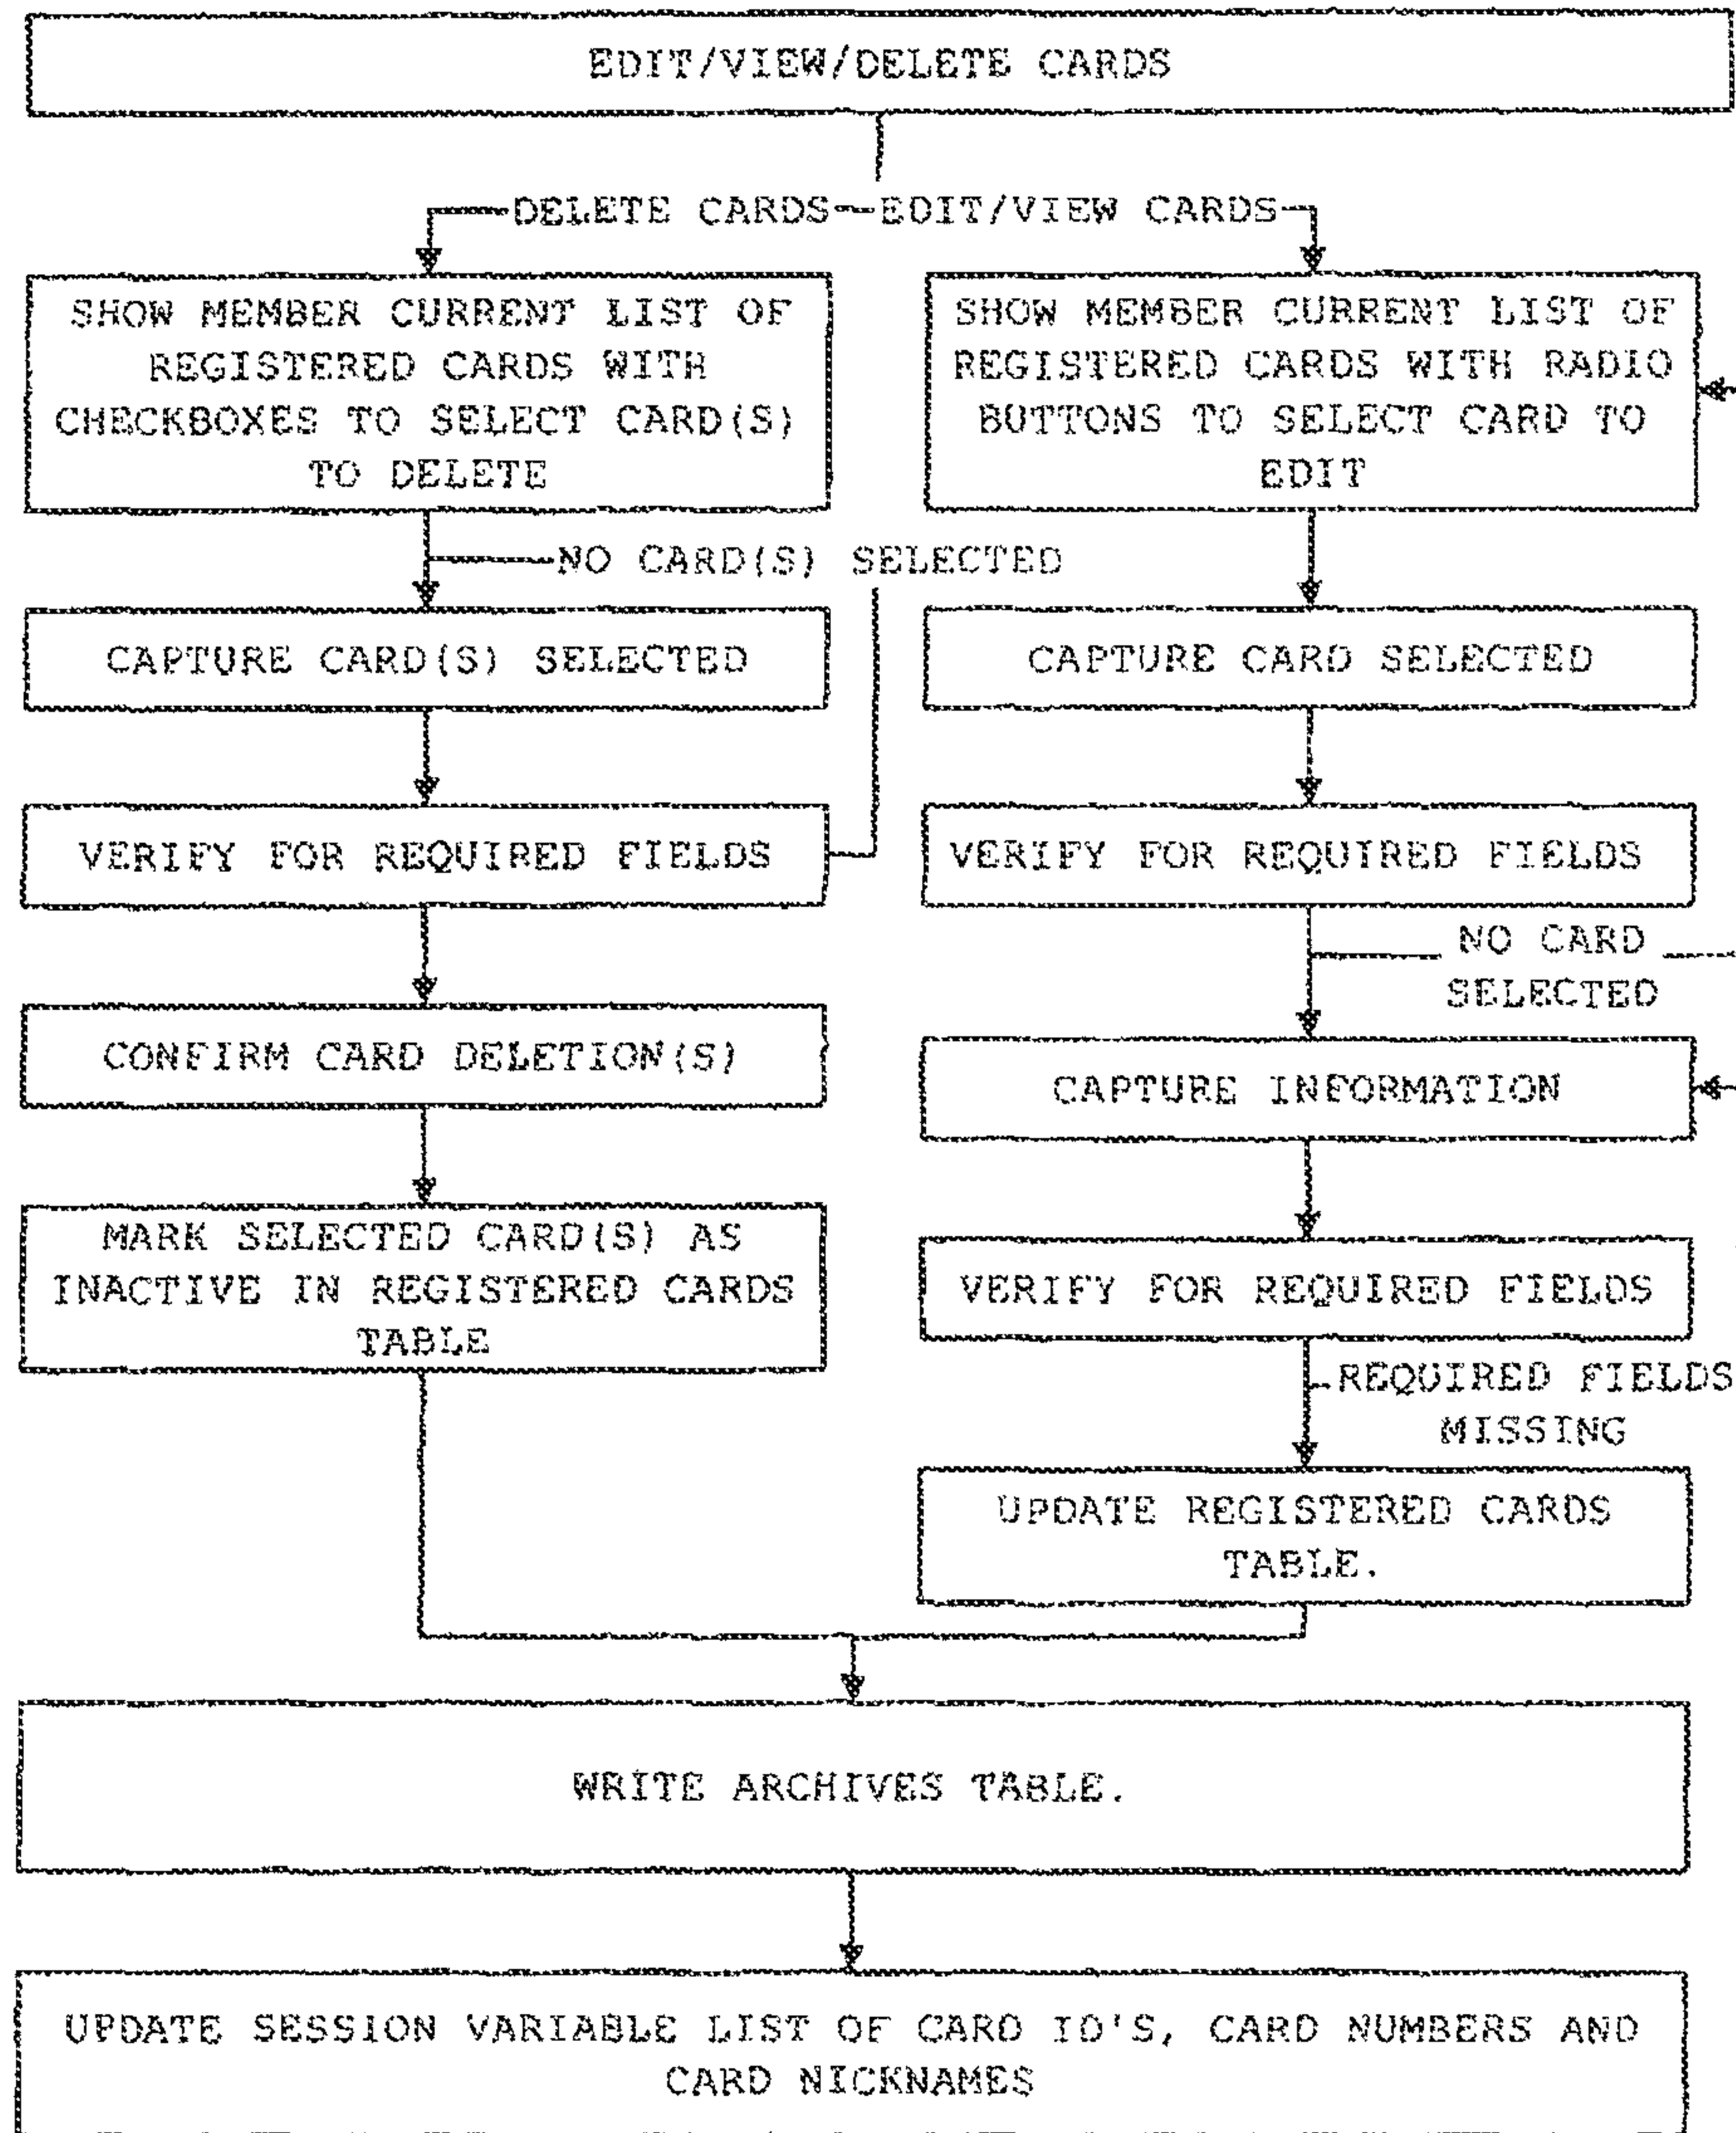 EDIT/VIEW/DELETE CARDS
DELETE CARDS
EDIT/VIEW CARDS
SHOW MEMBER CURRENT LIST OF
REGISTERED CARDS WITH
CHECKBOXES TO SELECT CARD(S)
TO DELETE
SHOW MEMBER CURRENT LIST OF
REGISTERED CARDS WITH RADIO
BUTTONS TO SELECT CARD TO
EDIT
NO CARD(S) SELECTED
CAPTURE CARD(S) SELECTED
CAPTURE CARD SELECTED
VERIFY FOR REQUIRED FIELDS
VERIFY FOR REQUIRED FIELDS
NO CARD
SELECTED
CONFIRM CARD DELETION(S)
CAPTURE INFORMATION
MARK SELECTED CARD(S) AS
INACTIVE IN REGISTERED CARDS
TABLE
VERIFY FOR REQUIRED FIELDS
REQUIRED FIELDS
MISSING
UPDATE REGISTERED CARDS
TABLE.
WRITE ARCHIVES TABLE.
UPDATE SESSION VARIABLE LIST OF CARD ID'S, CARD NUMBERS AND
CARD NICKNAMES